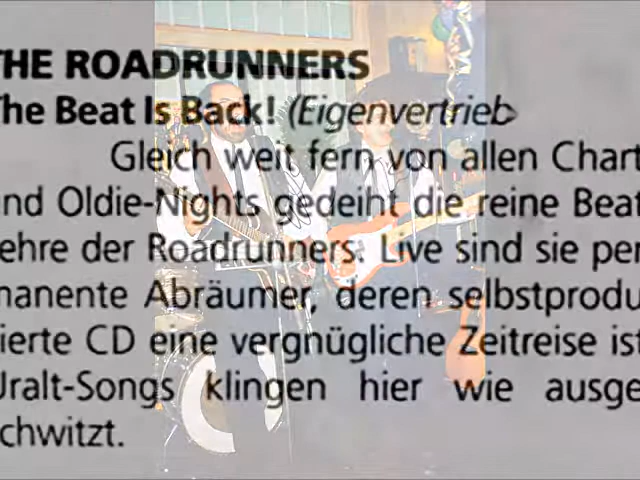 THE ROADRUNNERS
The Beat Is Back! (Eigenvertrieb
Gleich weit fern von allen Chart
nd Oldie-Nights gedeiht die reine Beat
ehre der Roadrunners. Live sind sie per
manente Abräumer, deren selbstprodu
ierte CD eine vergnügliche Zeitreise ist
Uralt-Songs klingen hier wie ausge
chwitzt.